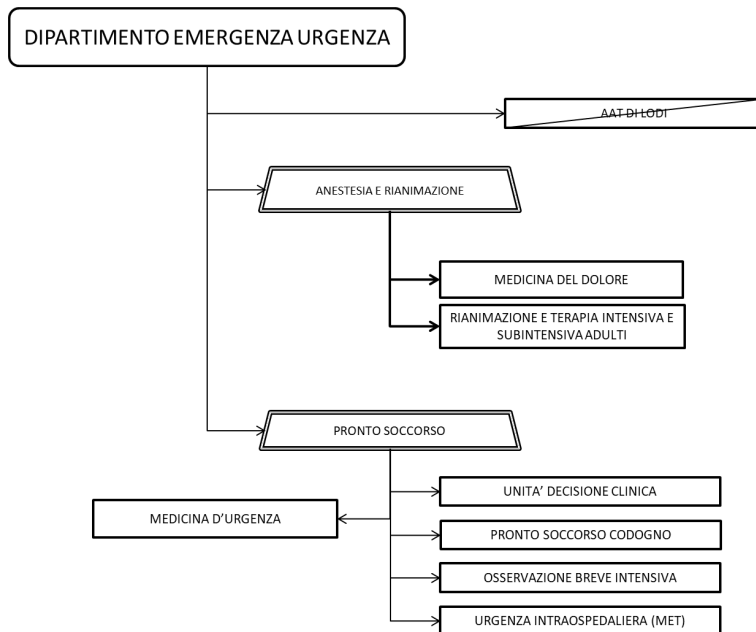 DIPARTIMENTO EMERGENZA URGENZA
AAT DI LODI
ANESTESIA E RIANIMAZIONE
MEDICINA DEL DOLORE
RIANIMAZIONE E TERAPIA INTENSIVA E
SUBINTENSIVA ADULTI
PRONTO SOCCORSO
UNITA’ DECISIONE CLINICA
MEDICINA D’URGENZA
PRONTO SOCCORSO CODOGNO
OSSERVAZIONE BREVE INTENSIVA
URGENZA INTRAOSPEDALIERA (MET)